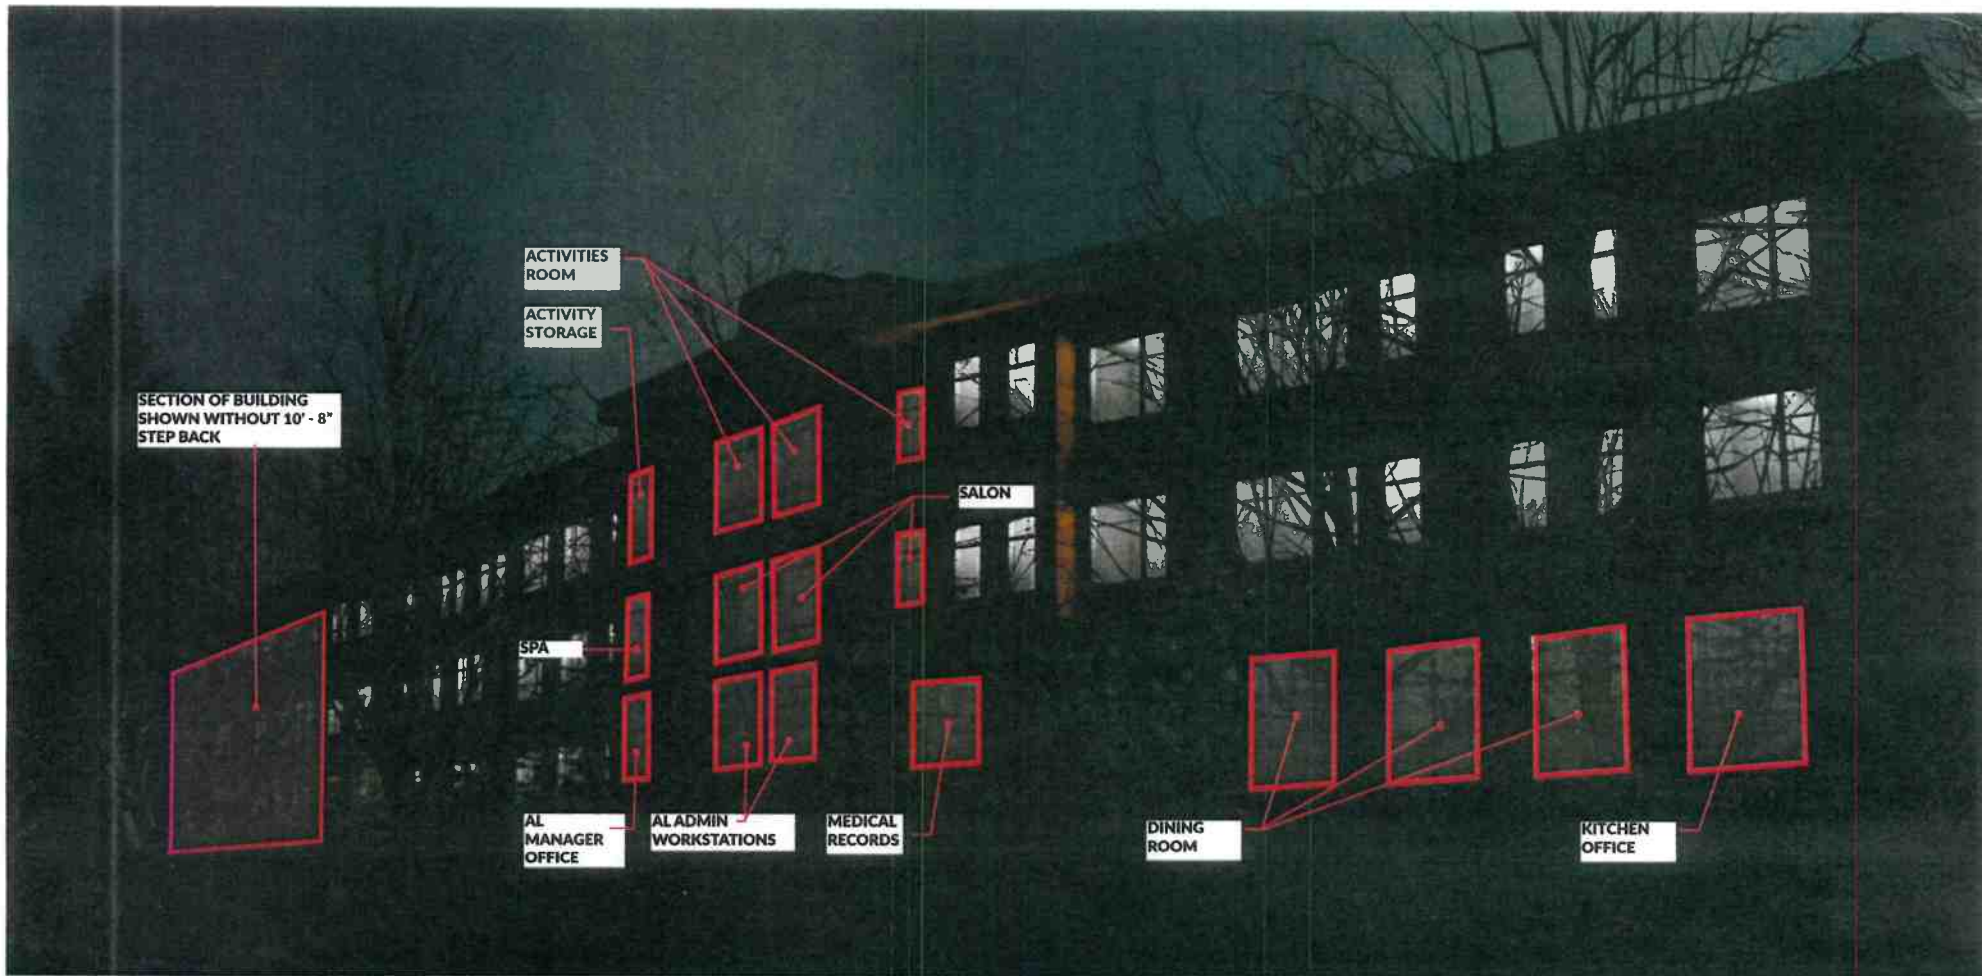 ACTIVITIES
ROOM
ACTIVITY
STORAGE
SECTION OF BUILDING
SHOWN WITHOUT 10' - 8"
STEP BACK
SALON
SPA
AL
MANAGER
OFFICE
AL ADMIN
WORKSTATIONS
MEDICAL
RECORDS
DINING
ROOM
KITCHEN
OFFICE